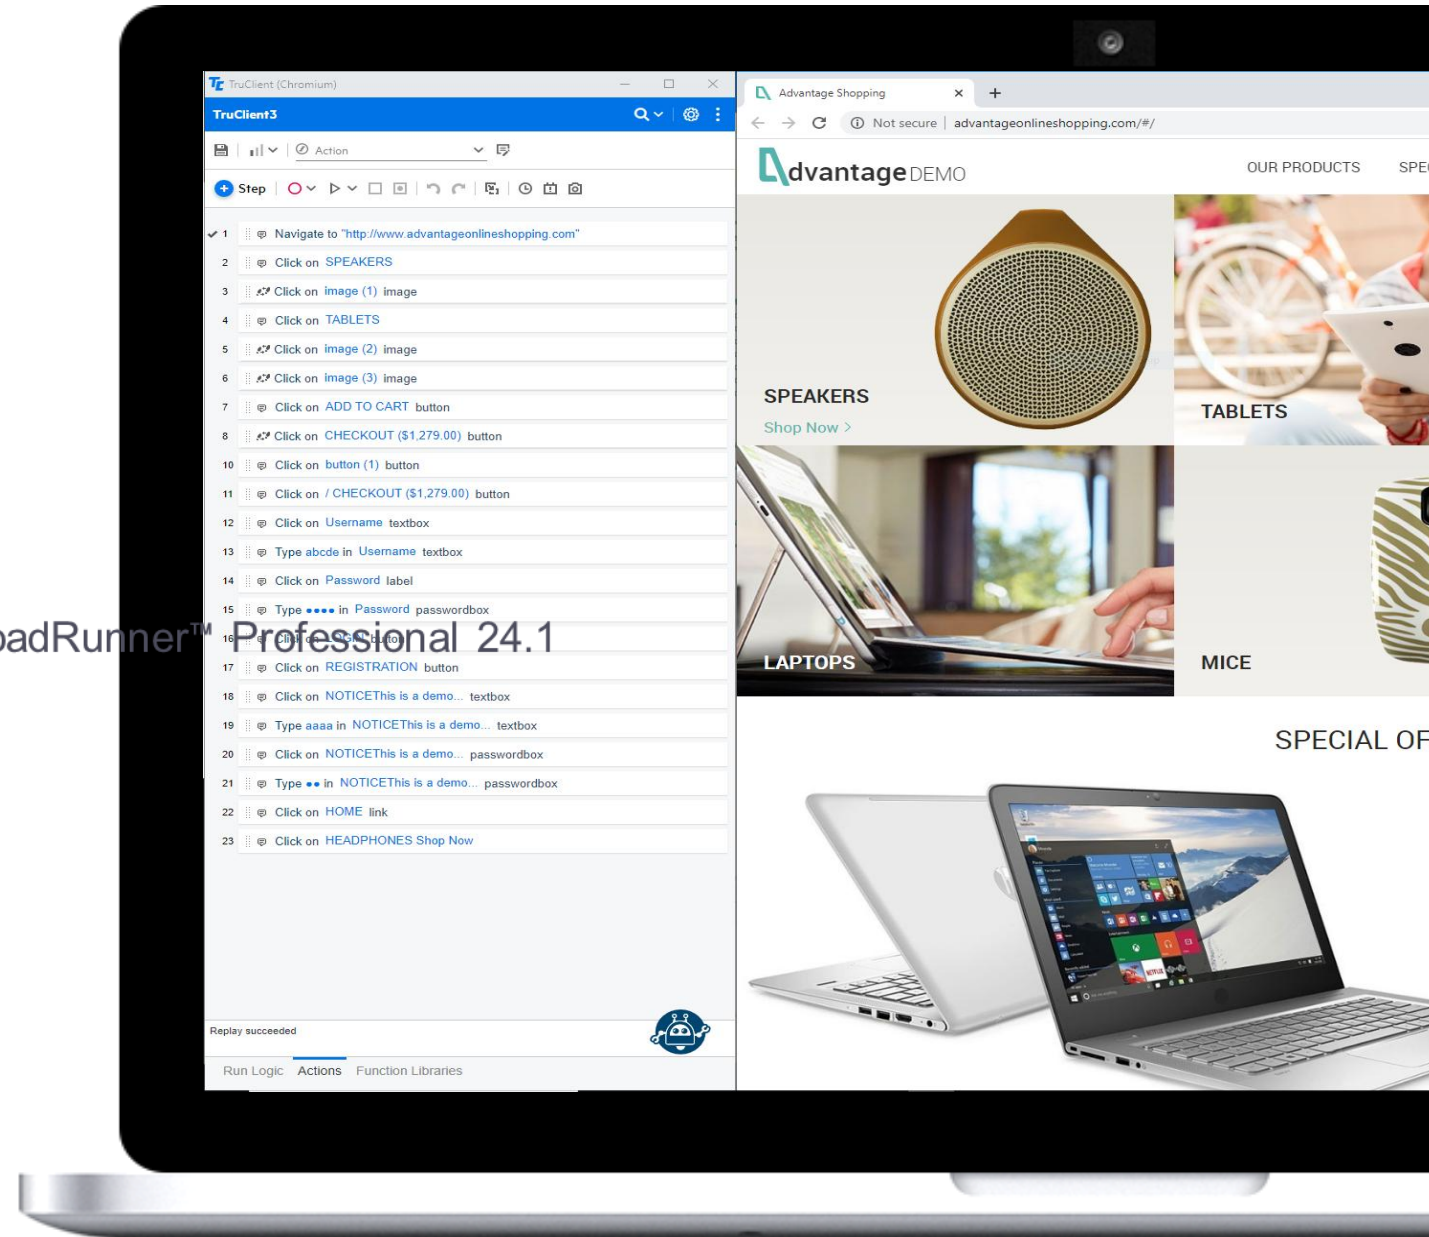 TruClient (Chromium)
TruClient3
Action
Step
1 Navigate to "http://www.advantageonlineshopping.com"
2 Click on SPEAKERS
3 Click on image (1) image
4 Click on TABLETS
5 Click on image (2) image
6 Click on image (3) image
7 Click on ADD TO CART button
8 Click on CHECKOUT ($1,279.00) button
10 Click on button (1) button
11 Click on / CHECKOUT ($1,279.00) button
12 Click on Username textbox
13 Type abcde in Username textbox
14 Click on Password label
15 Type •••• in Password passwordbox
16 Click on LOGIN button
oadRunner™ Professional 24.1
17 Click on REGISTRATION button
18 Click on NOTICEThis is a demo... textbox
19 Type aaaa in NOTICEThis is a demo... textbox
20 Click on NOTICEThis is a demo... passwordbox
21 Type •• in NOTICEThis is a demo... passwordbox
22 Click on HOME link
23 Click on HEADPHONES Shop Now
Replay succeeded
Run Logic Actions Function Libraries
Advantage Shopping
Not secure | advantageonlineshopping.com/#/
Advantage DEMO
OUR PRODUCTS SPE
SPEAKERS
Shop Now >
TABLETS
LAPTOPS
MICE
SPECIAL OF
NETFLIX